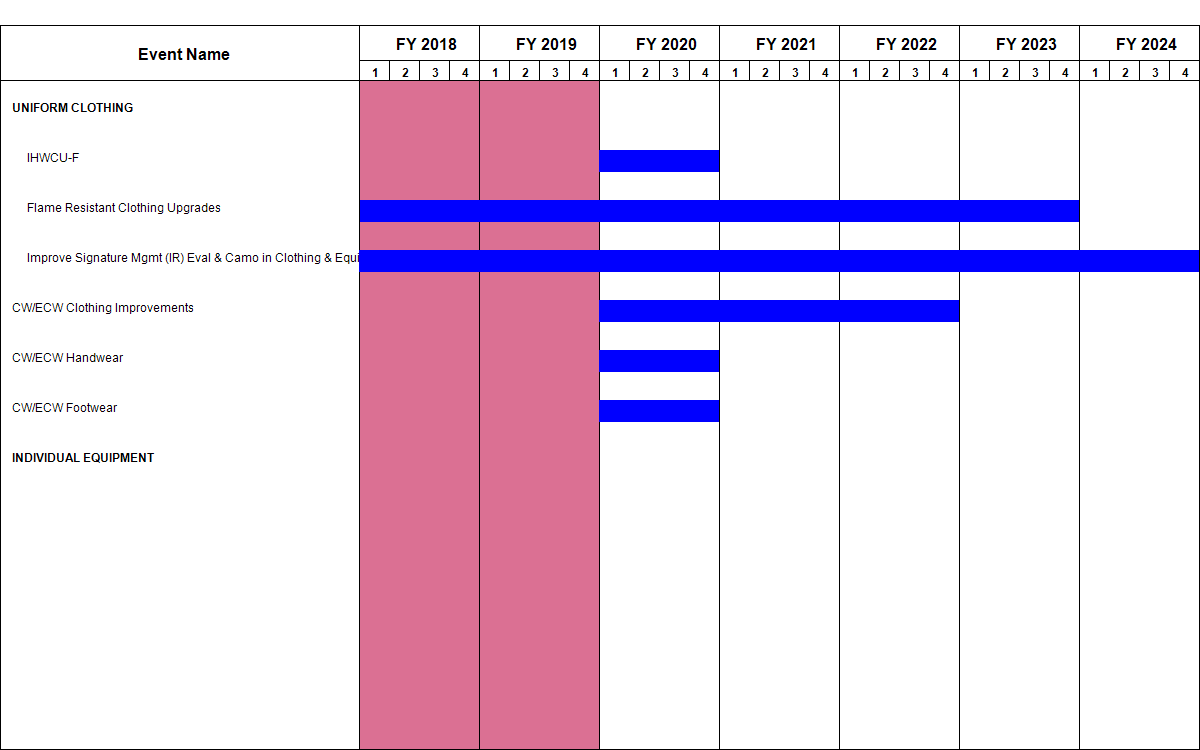 Event Name FY 2018 FY 2019 FY 2020 FY 2021 FY 2022 FY 2023 FY 2024
1 2 3 4 1 2 3 4 1 2 3 4 1 2 3 4 1 2 3 4 1 2 3 4 1 2 3 4
UNIFORM CLOTHING
IHWCU-F
Flame Resistant Clothing Upgrades
Improve Signature Mgmt (IR) Eval & Camo in Clothing & Equi
CW/ECW Clothing Improvements
CW/ECW Handwear
CW/ECW Footwear
INDIVIDUAL EQUIPMENT